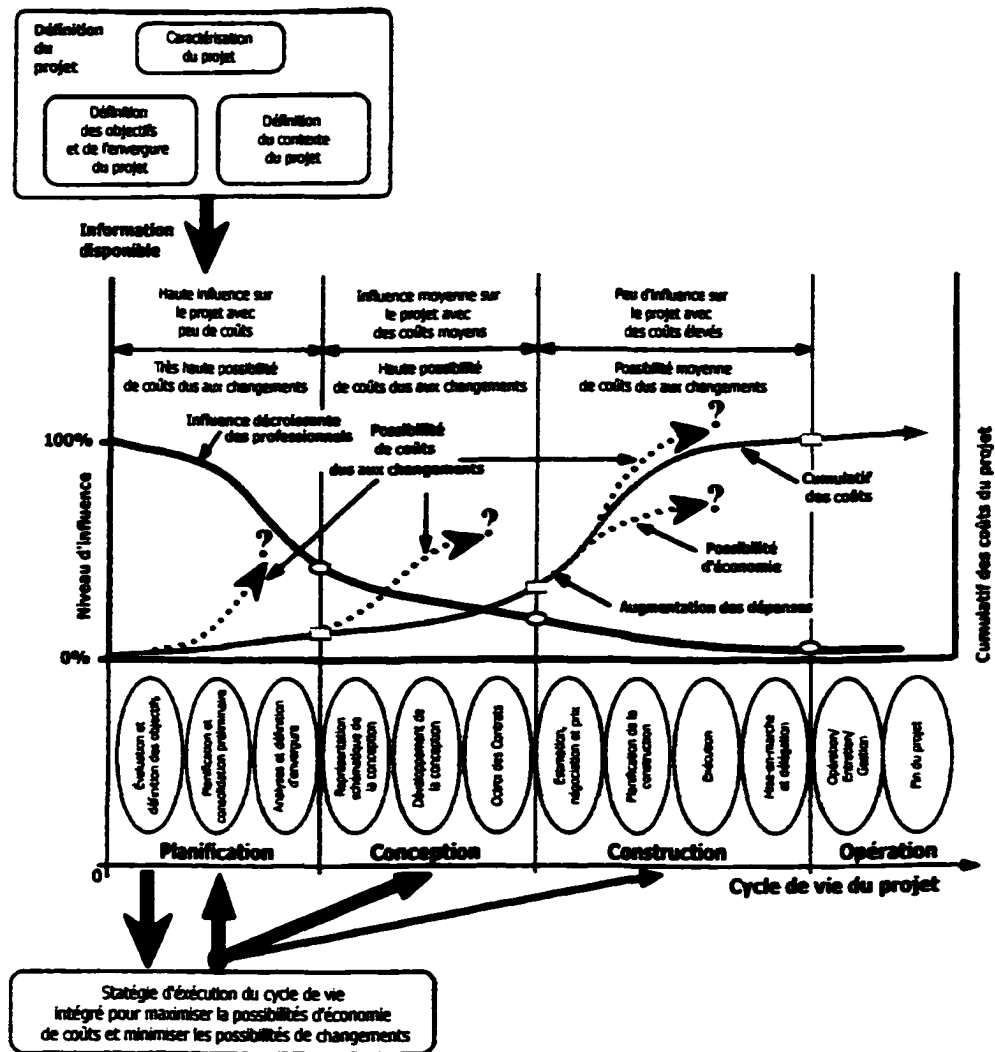 Définition
du
projet
Caractérisation
du projet
Définition
des objectifs
et de l'envergure
du projet
Définition
du contexte
du projet
Information
disponible
Haute influence sur
le projet avec
peu de coûts
Influence moyenne sur
le projet avec
des coûts moyens
Peu d'influence sur
le projet avec
des coûts élevés
Très haute possibilité
de coûts dus aux changements
Haute possibilité
de coûts dus aux changements
Possibilité moyenne
de coûts dus aux changements
Influence décroissante
des professionnels
Possibilité
de coûts
dus aux changements
?
?
?
?
100%
0%
Niveau d'influence
Cumulatif des coûts du projet
Cumulatif
des coûts
Possibilité
d'économie
Augmentation des dépenses
Évaluation et
définition des objectifs,
Planification et
consolidation préliminaire
Analyses et définition
d'envergure
Représentation
schématique de
la conception
Développement de
la conception
Octroi des Contrats
Estimation,
négociation et prix
Planification de la
construction
Exécution
Mise-en-marche
et délégation
Opération/
Entretien/
Gestion
Fin du projet
Planification
Conception
Construction
Opération
0
Cycle de vie du projet
Statégie d'éxécution du cycle de vie
intégré pour maximiser la possibilités d'économie
de coûts et minimiser les possibilités de changements